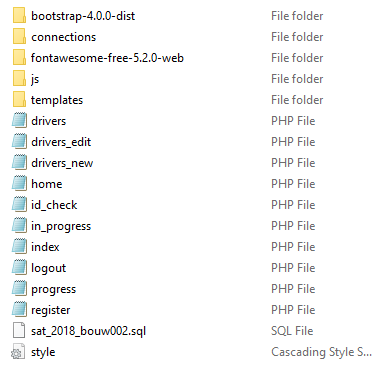 bootstrap-4.0.0-dist File folder
connections File folder
fontawesome-free-5.2.0-web File folder
js File folder
templates File folder
drivers PHP File
drivers_edit PHP File
drivers_new PHP File
home PHP File
id_check PHP File
in_progress PHP File
index PHP File
logout PHP File
progress PHP File
register PHP File
sat_2018_bouw002.sql SQL File
style Cascading Style S...